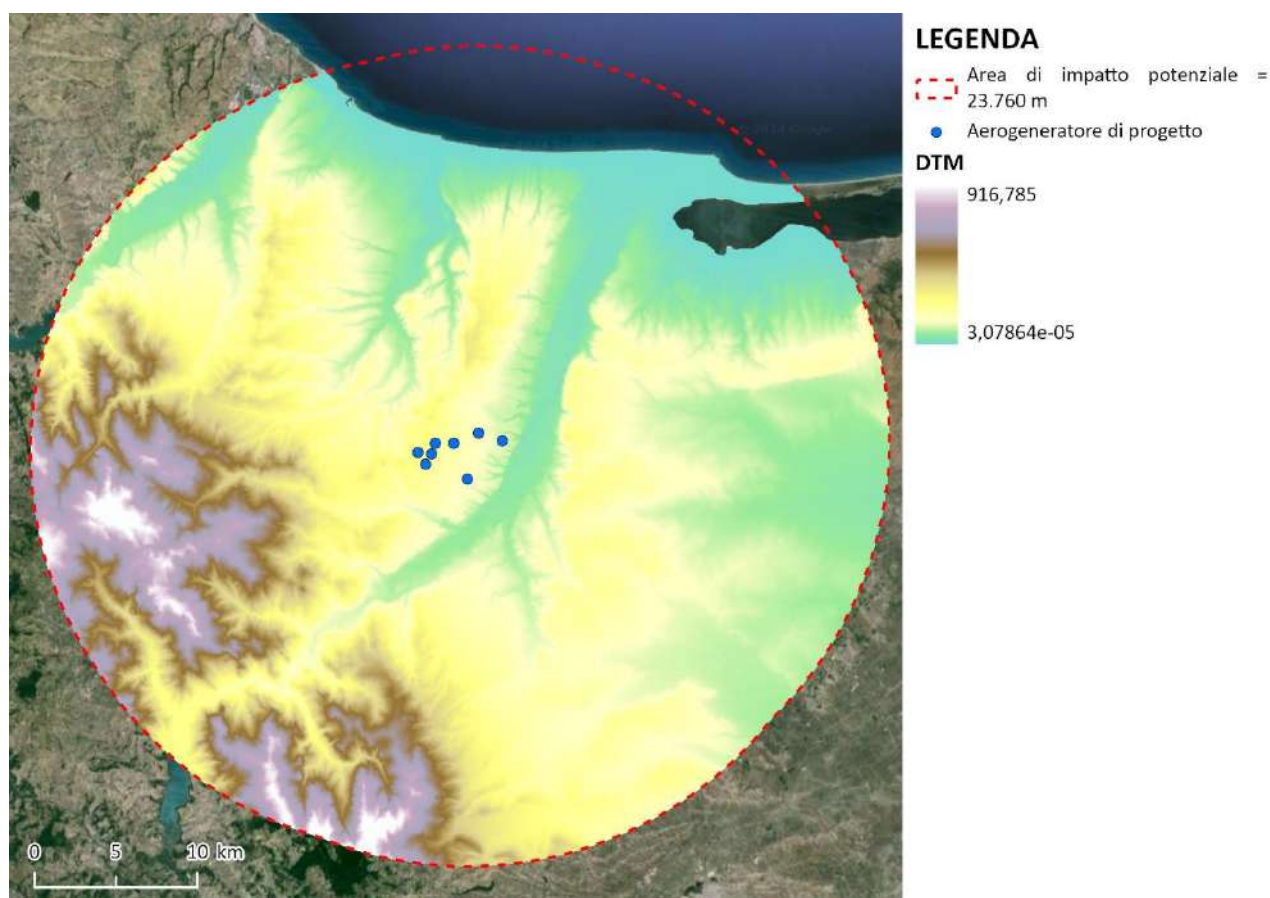 LEGENDA
Area di impatto potenziale =
23.760 m
Aerogeneratore di progetto
DTM
916,785
3,07864e-05
0 5 10 km